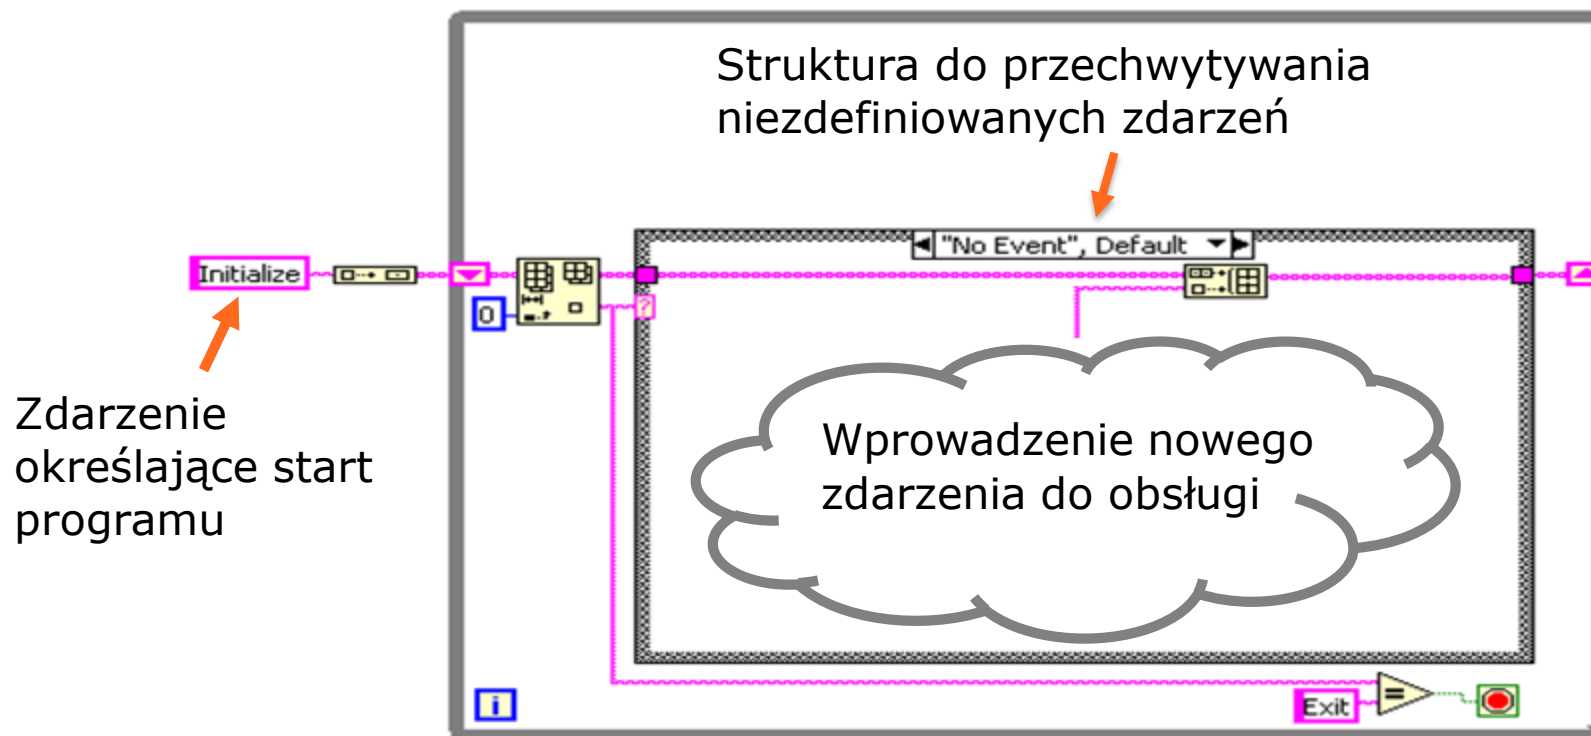 Struktura do przechwytywania
niezdefiniowanych zdarzeń
"No Event", Default
Initialize
0
?
Zdarzenie
określające start
programu
Wprowadzenie nowego
zdarzenia do obsługi
i
Exit
=